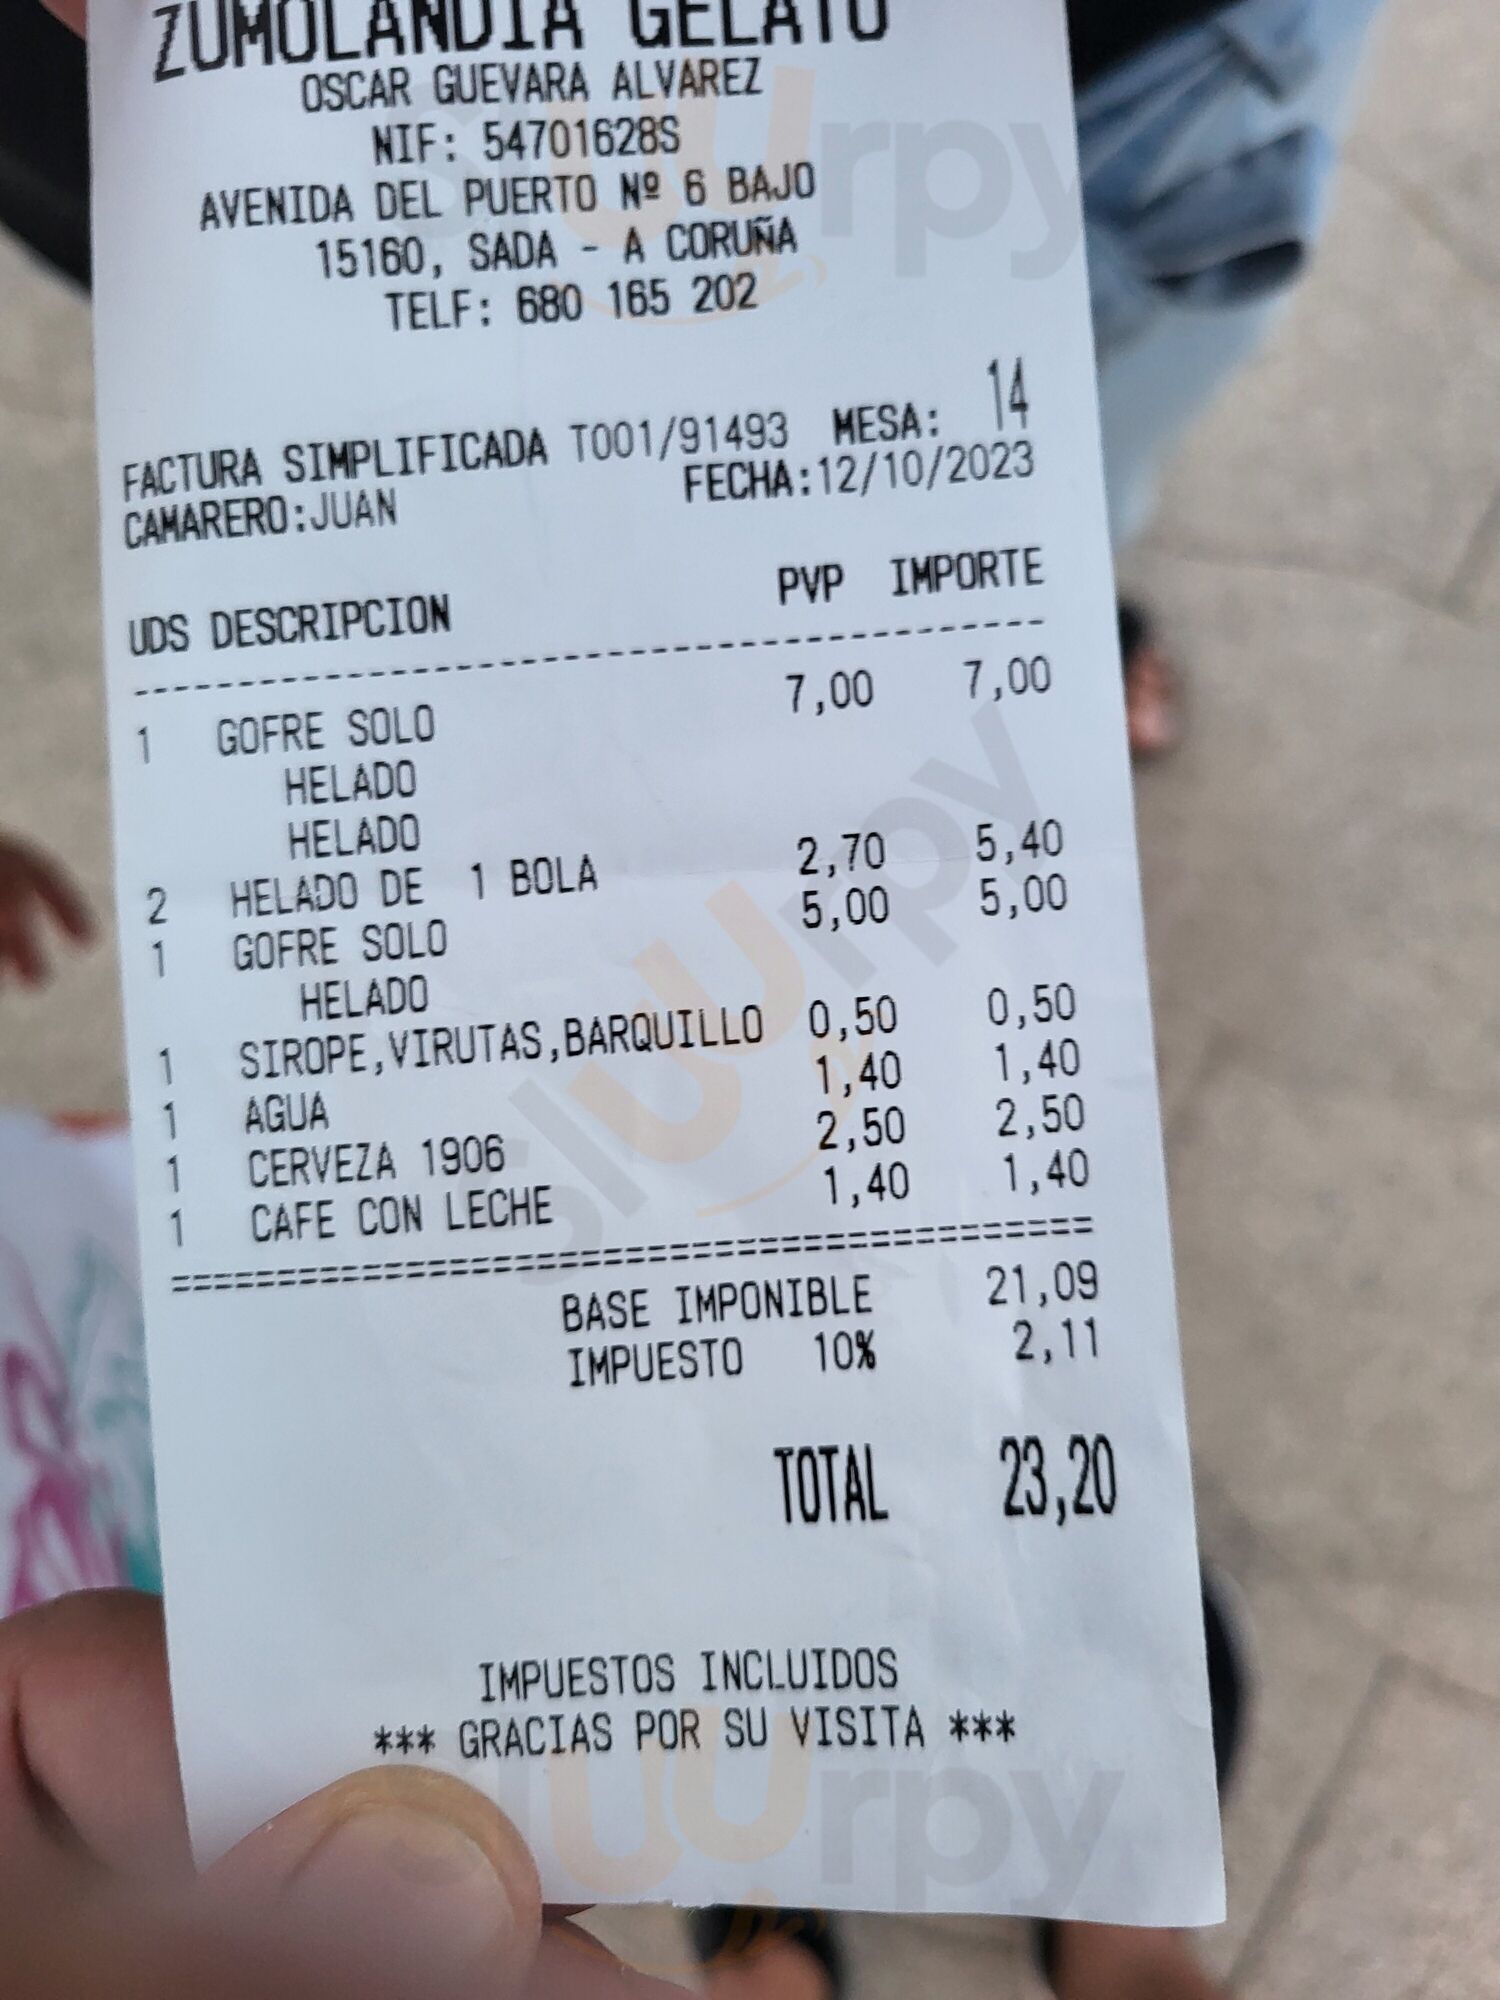 ZUMOLANDIA GELATO
OSCAR GUEVARA ALVAREZ
NIF: 54701628S
AVENIDA DEL PUERTO Nº 6 BAJO
15160, SADA - A CORUÑA
TELF: 680 165 202
FACTURA SIMPLIFICADA T001/91493 MESA: 14
CAMARERO:JUAN FECHA:12/10/2023
UDS DESCRIPCION PVP IMPORTE
1 GOFRE SOLO 7,00 7,00
HELADO
HELADO
2 HELADO DE 1 BOLA 2,70 5,40
1 GOFRE SOLO 5,00 5,00
HELADO
1 SIROPE,VIRUTAS,BARQUILLO 0,50 0,50
1 AGUA 1,40 1,40
1 CERVEZA 1906 2,50 2,50
1 CAFE CON LECHE 1,40 1,40
BASE IMPONIBLE 21,09
IMPUESTO 10% 2,11
TOTAL 23,20
IMPUESTOS INCLUIDOS
*** GRACIAS POR SU VISITA ***
sluurpy
sluurpy
sluurpy